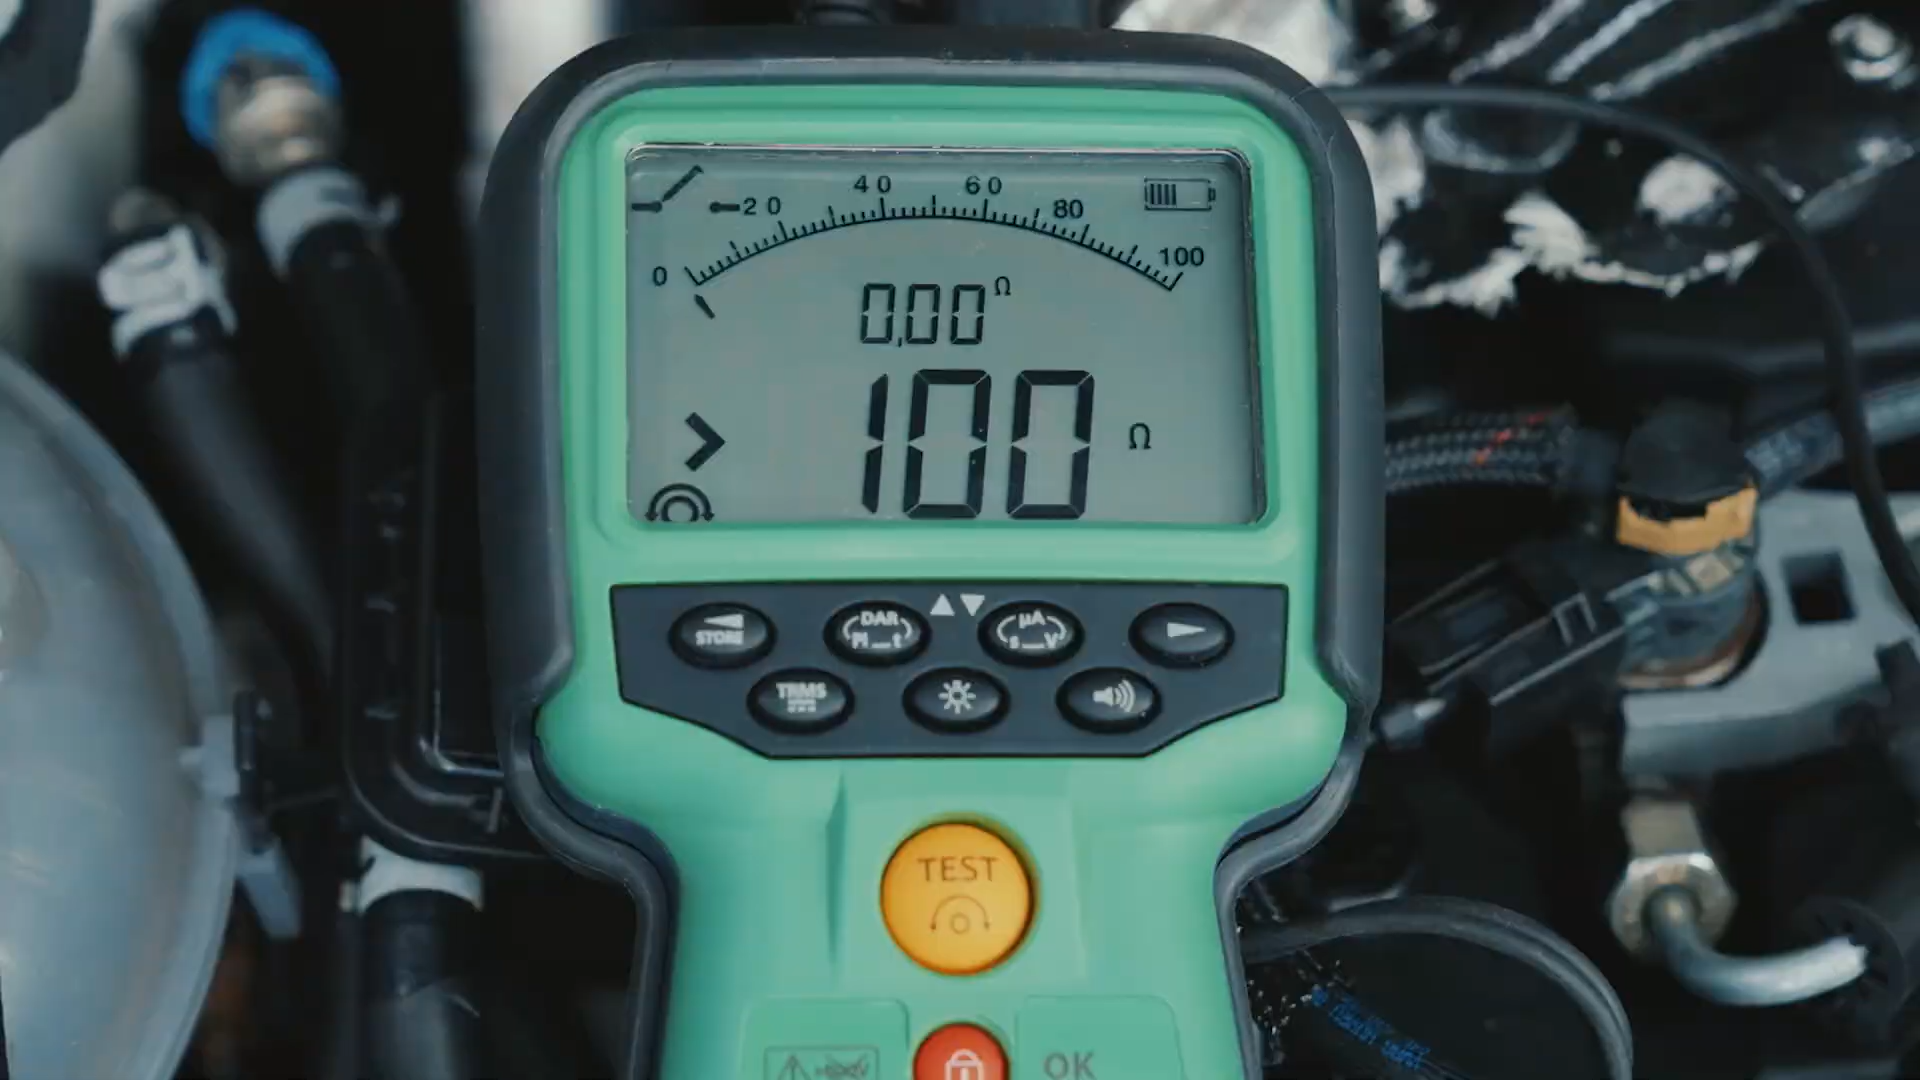 40 60
20 80
0 100
0,00 Ω
> 100 Ω
STORE
DAR
PI t
µA
s V
TRMS
TEST
OK